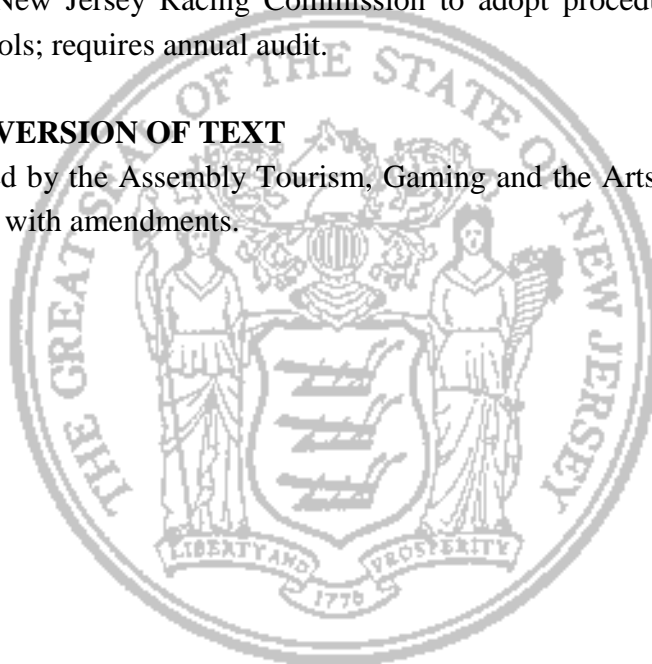 New Jersey Racing Commission to adopt proced
ols; requires annual audit.
VERSION OF TEXT
d by the Assembly Tourism, Gaming and the Arts
with amendments.
THE GREAT SEAL OF THE STATE OF NEW JERSEY
LIBERTY AND PROSPERITY
1776